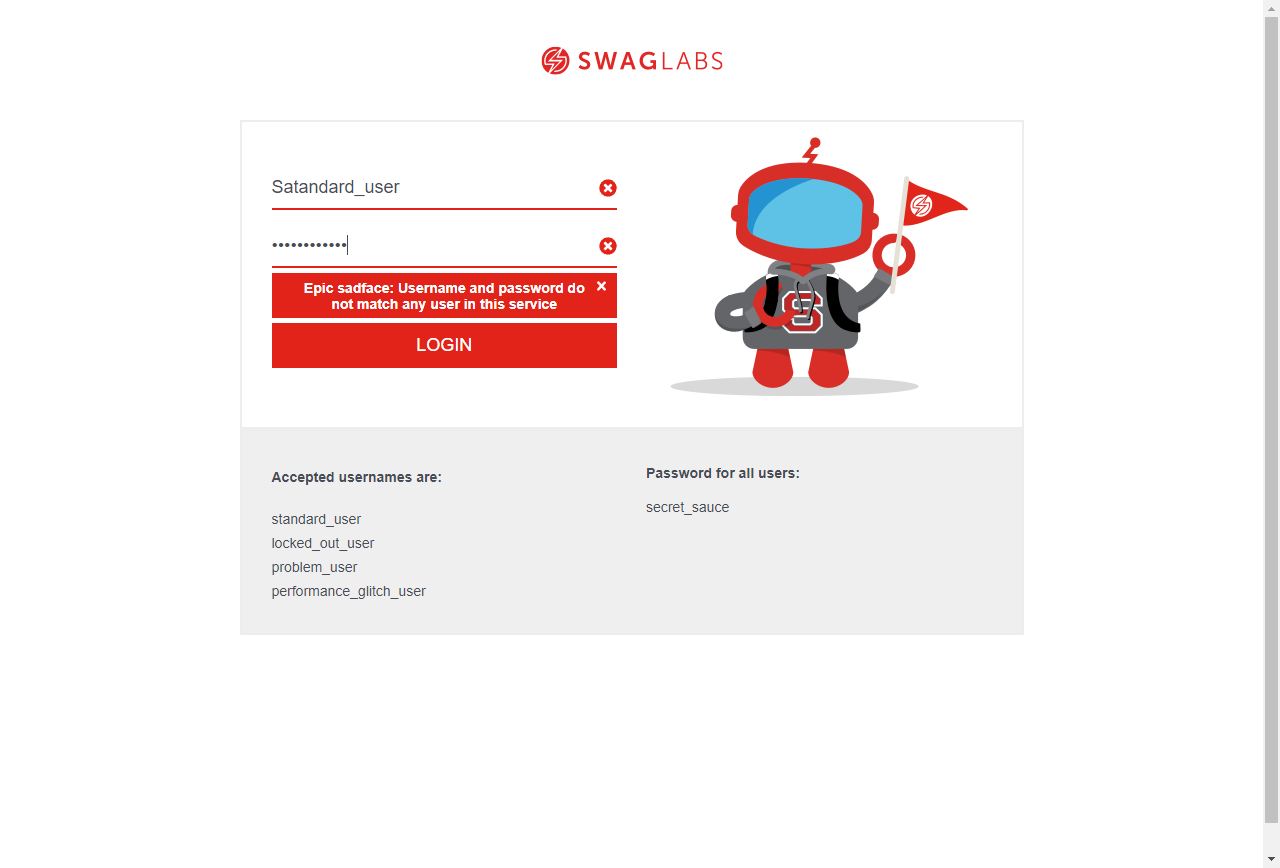 SWAGLABS
Satandard_user
••••••••••••
Epic sadface: Username and password do
not match any user in this service
LOGIN
Accepted usernames are:
standard_user
locked_out_user
problem_user
performance_glitch_user
Password for all users:
secret_sauce